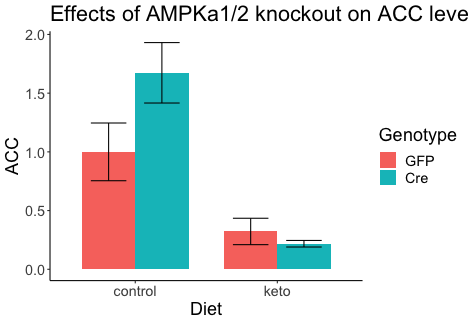 Effects of AMPKa1/2 knockout on ACC leve
2.0
1.5
1.0
0.5
0.0
ACC
control
keto
Diet
Genotype
GFP
Cre